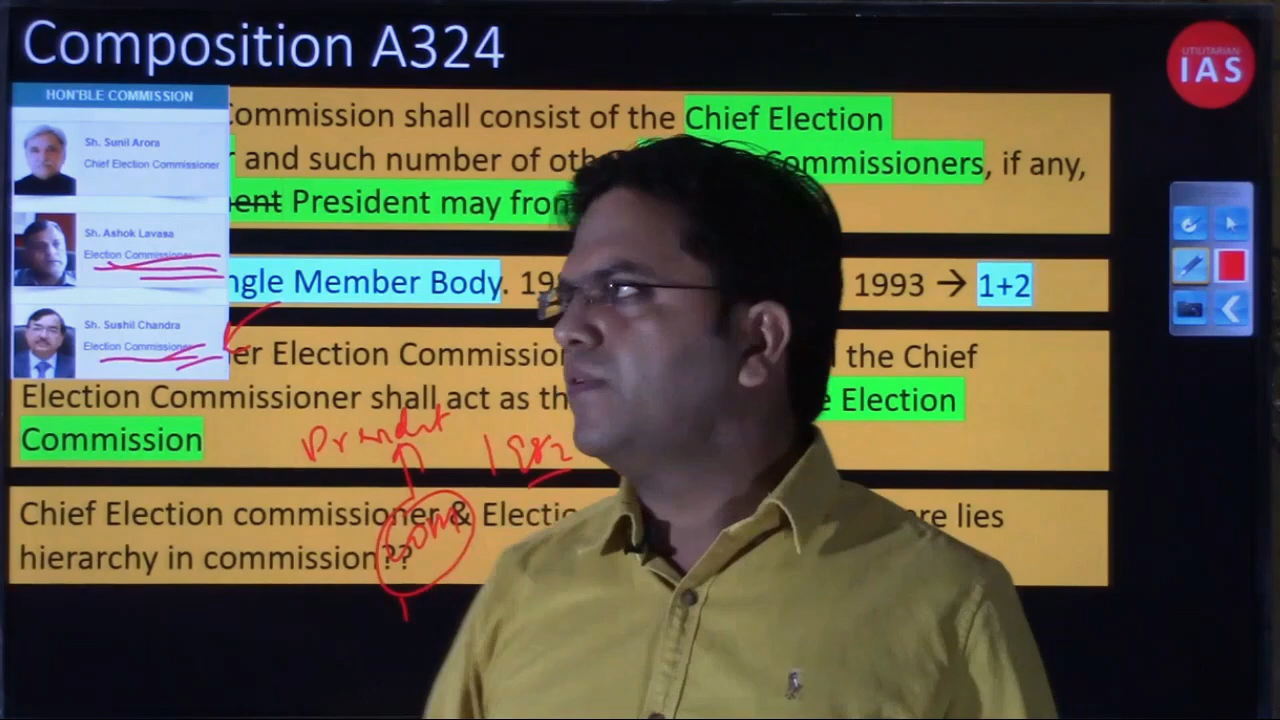 Composition A324
UTILITARIAN
IAS
HON'BLE COMMISSION
Sh. Sunil Arora
Chief Election Commissioner
Sh. Ashok Lavasa
Election Commissioner
Sh. Sushil Chandra
Election Commissioner
ommission shall consist of the Chief Election
and such number of oth ommissioners, if any,
ent President may from
ngle Member Body. 19 1993 → 1+2
er Election Commission the Chief
Election Commissioner shall act as th e Election
Commission
Chief Election commissioner & Electio re lies
hierarchy in commission??